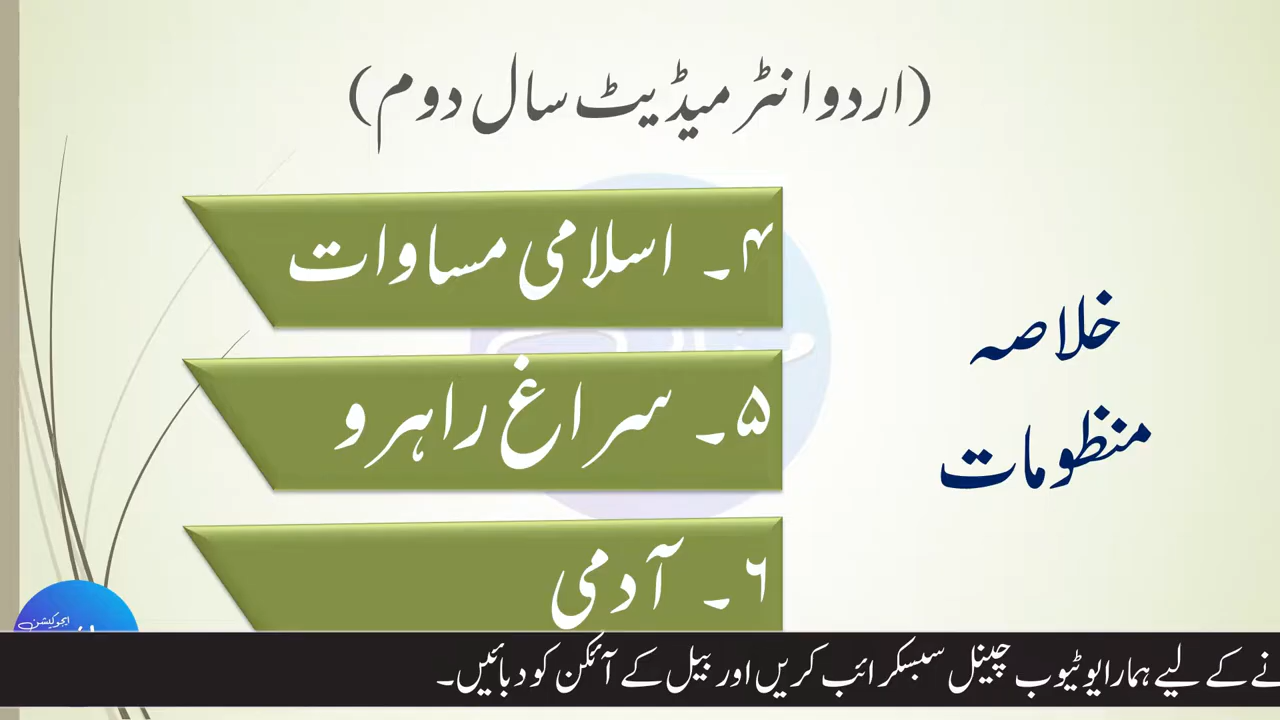 (اردو انٹر میڈیٹ سال دوم)
خلاصہ
منظومات
۴۔ اسلامی مساوات
۵۔ سراغِ راہرو
۶۔ آدمی
ایجوکیشن
کے لیے ہمارا یوٹیوب چینل سبسکرائب کریں اور بیل کے آئکن کو دبائیں۔